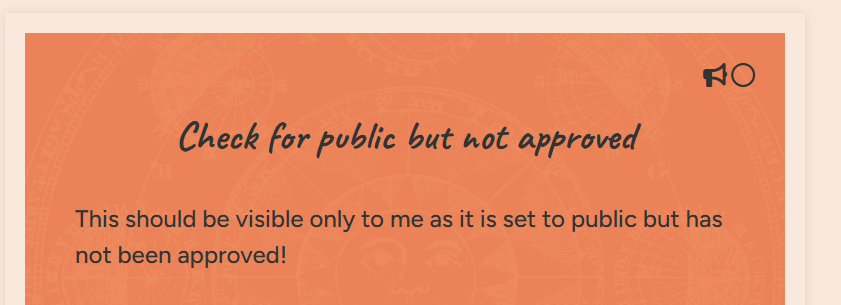 Check for public but not approved
This should be visible only to me as it is set to public but has
not been approved!